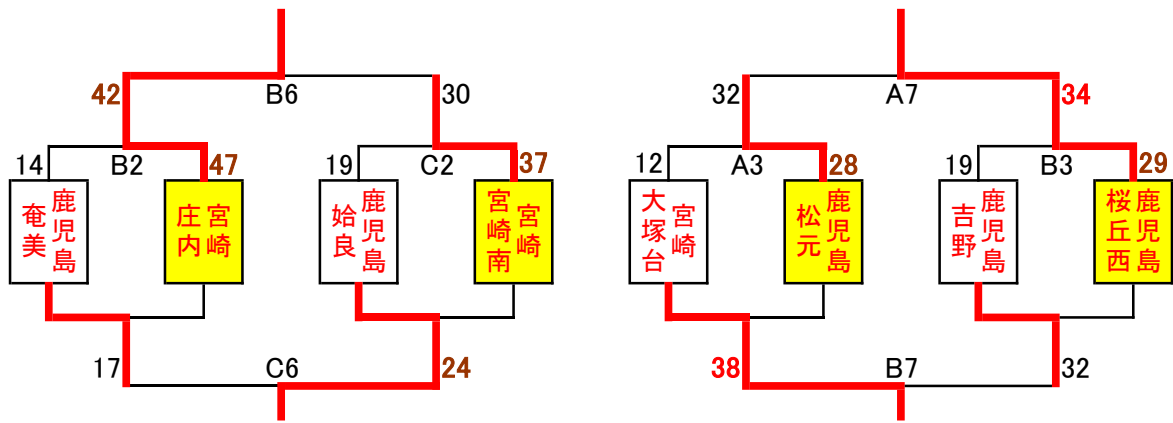 42
B6
30
32
A7
34
14
B2
47
19
C2
37
12
A3
28
19
B3
29
鹿児島
奄美
宮崎
庄内
鹿児島
姶良
宮崎
宮崎南
宮崎
大塚台
鹿児島
松元
鹿児島
吉野
鹿児島
桜丘西
17
C6
24
38
B7
32